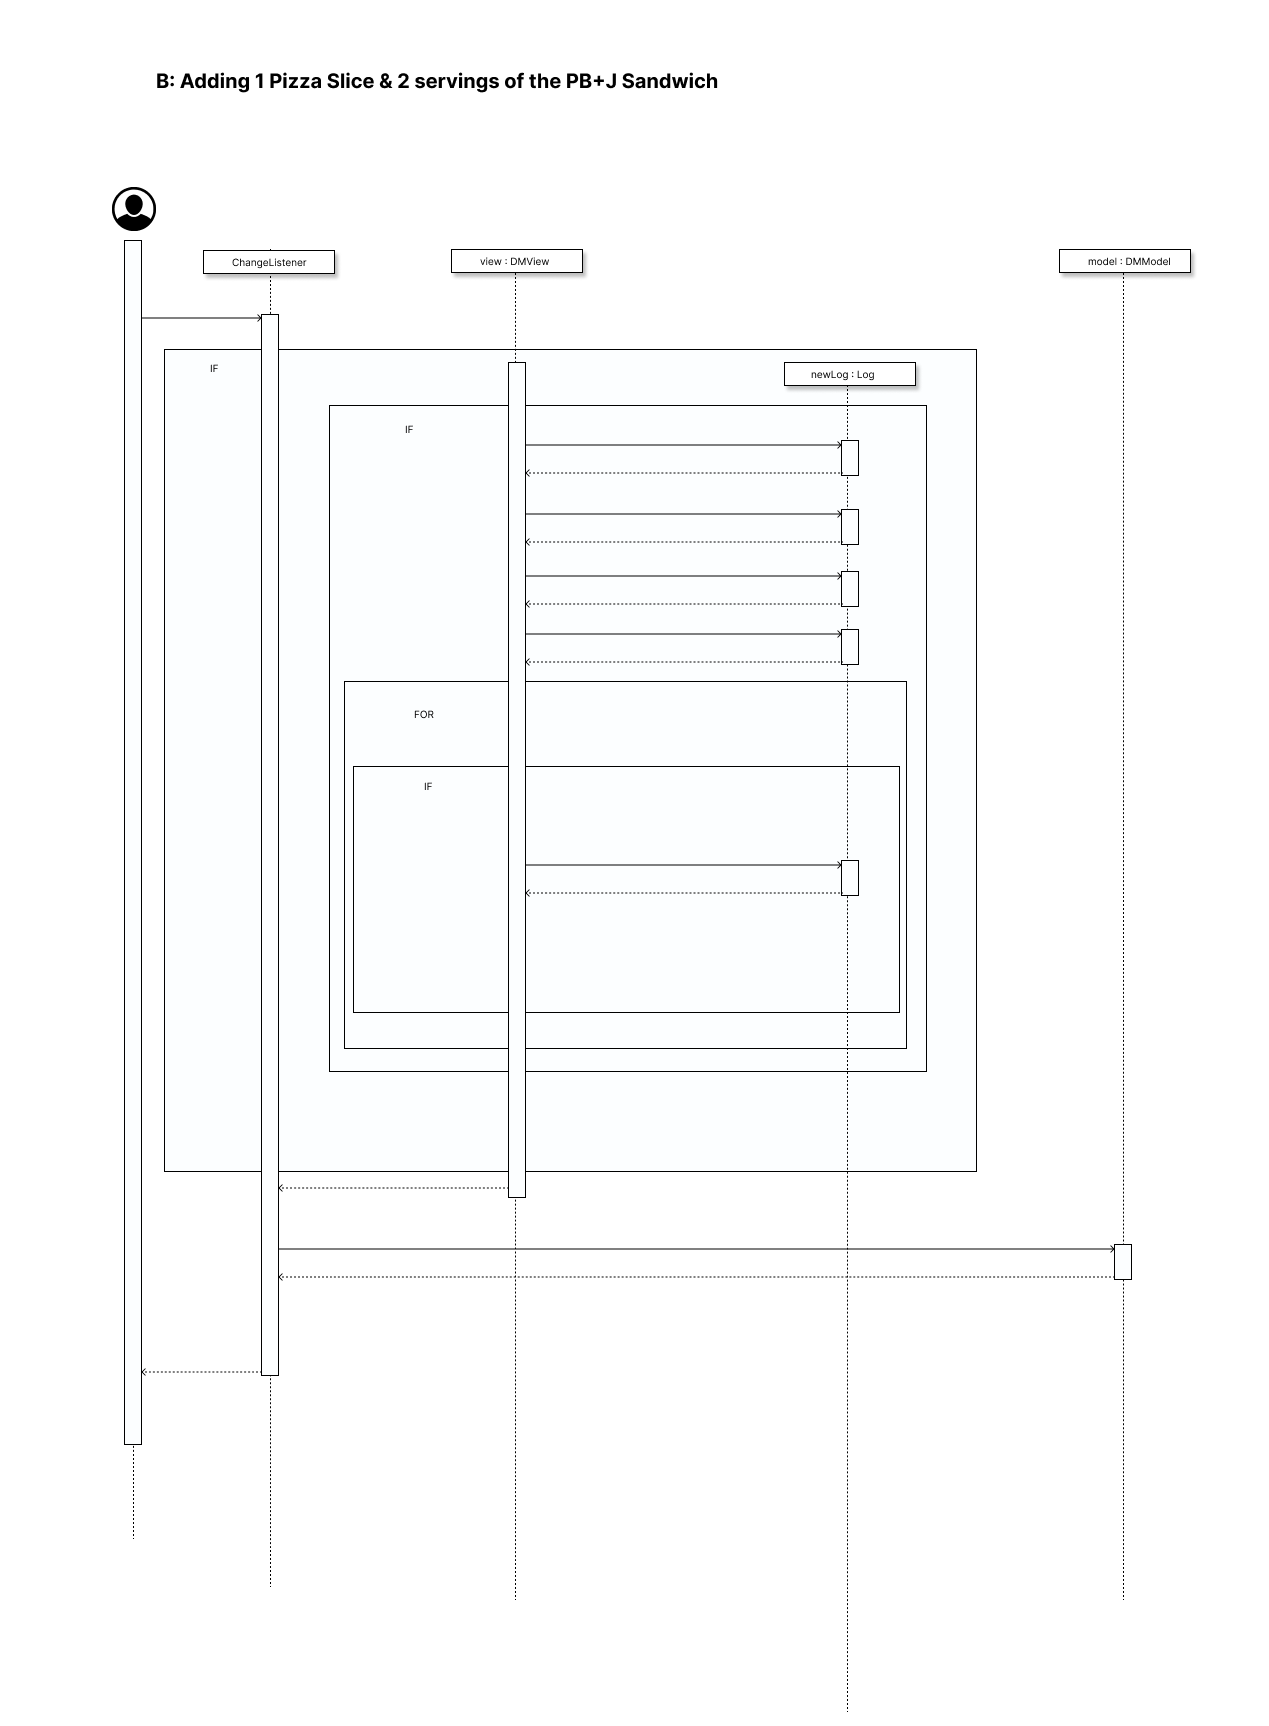 B: Adding 1 Pizza Slice & 2 servings of the PB+J Sandwich
ChangeListener
view : DMView
model : DMModel
IF
newLog : Log
IF
FOR
IF